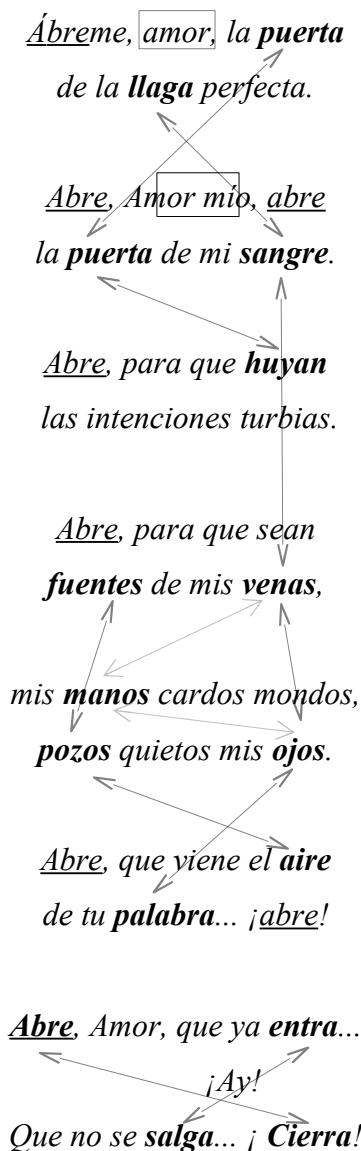 Ábreme, amor, la puerta
de la llaga perfecta.
Abre, Amor mío, abre
la puerta de mi sangre.
Abre, para que huyan
las intenciones turbias.
Abre, para que sean
fuentes de mis venas,
mis manos cardos mondos,
pozos quietos mis ojos.
Abre, que viene el aire
de tu palabra... ¡abre!
Abre, Amor, que ya entra...
¡Ay!
Que no se salga... ¡ Cierra!